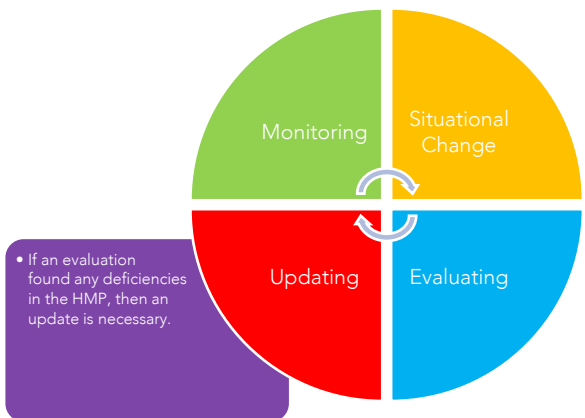 Monitoring
Situational
Change
Updating
Evaluating
• If an evaluation
found any deficiencies
in the HMP, then an
update is necessary.